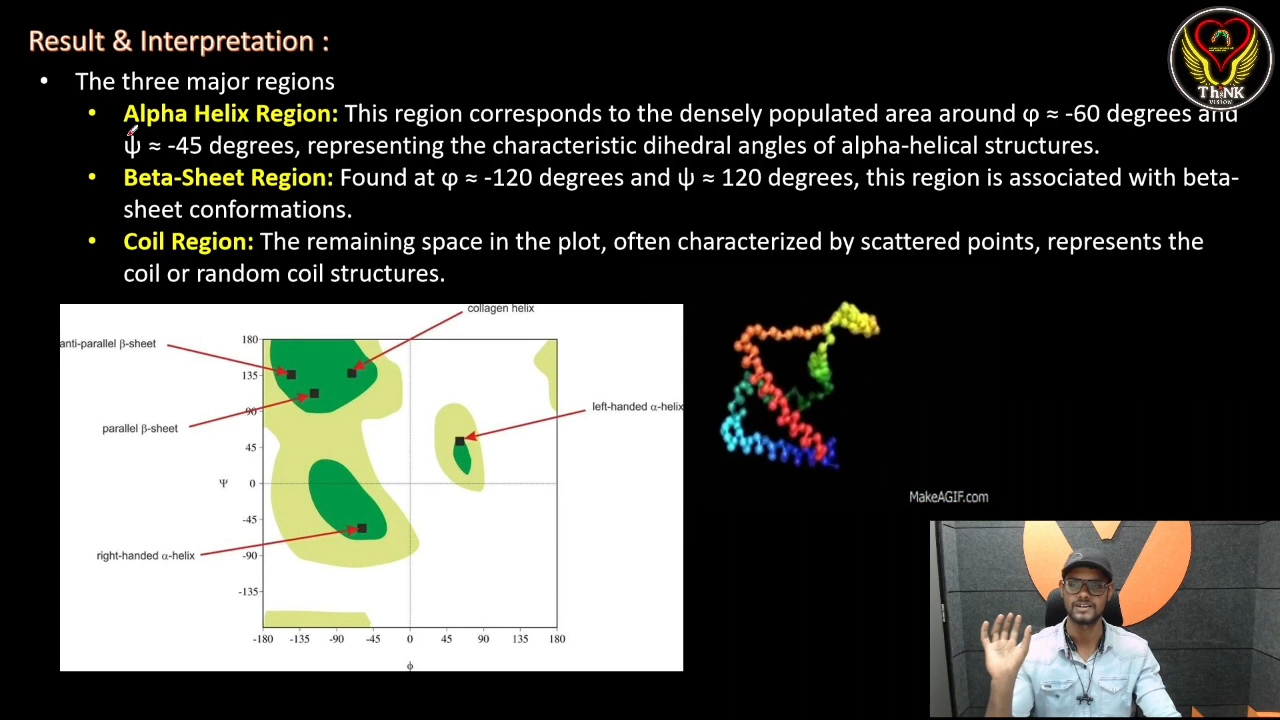 Result & Interpretation :
• The three major regions
• Alpha Helix Region: This region corresponds to the densely populated area around φ ≈ -60 degrees and
ψ ≈ -45 degrees, representing the characteristic dihedral angles of alpha-helical structures.
• Beta-Sheet Region: Found at φ ≈ -120 degrees and ψ ≈ 120 degrees, this region is associated with beta-
sheet conformations.
• Coil Region: The remaining space in the plot, often characterized by scattered points, represents the
coil or random coil structures.
ThiNK
VISION
collagen helix
anti-parallel β-sheet
parallel β-sheet
left-handed α-helix
right-handed α-helix
180
135
90
45
0
-45
-90
-135
Ψ
-180 -135 -90 -45 0 45 90 135 180
ϕ
MakeAGIF.com